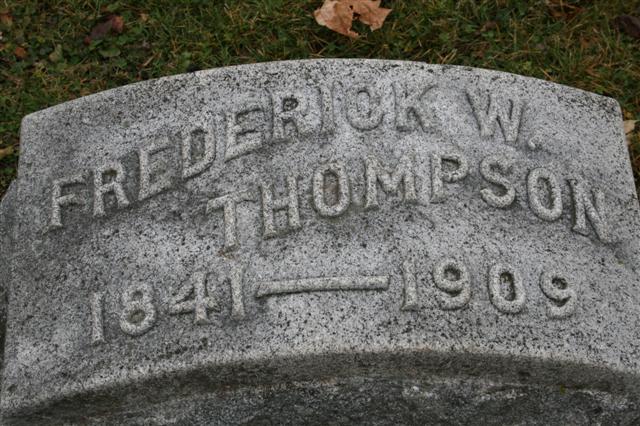 FREDERICK W.
THOMPSON
1841—1909